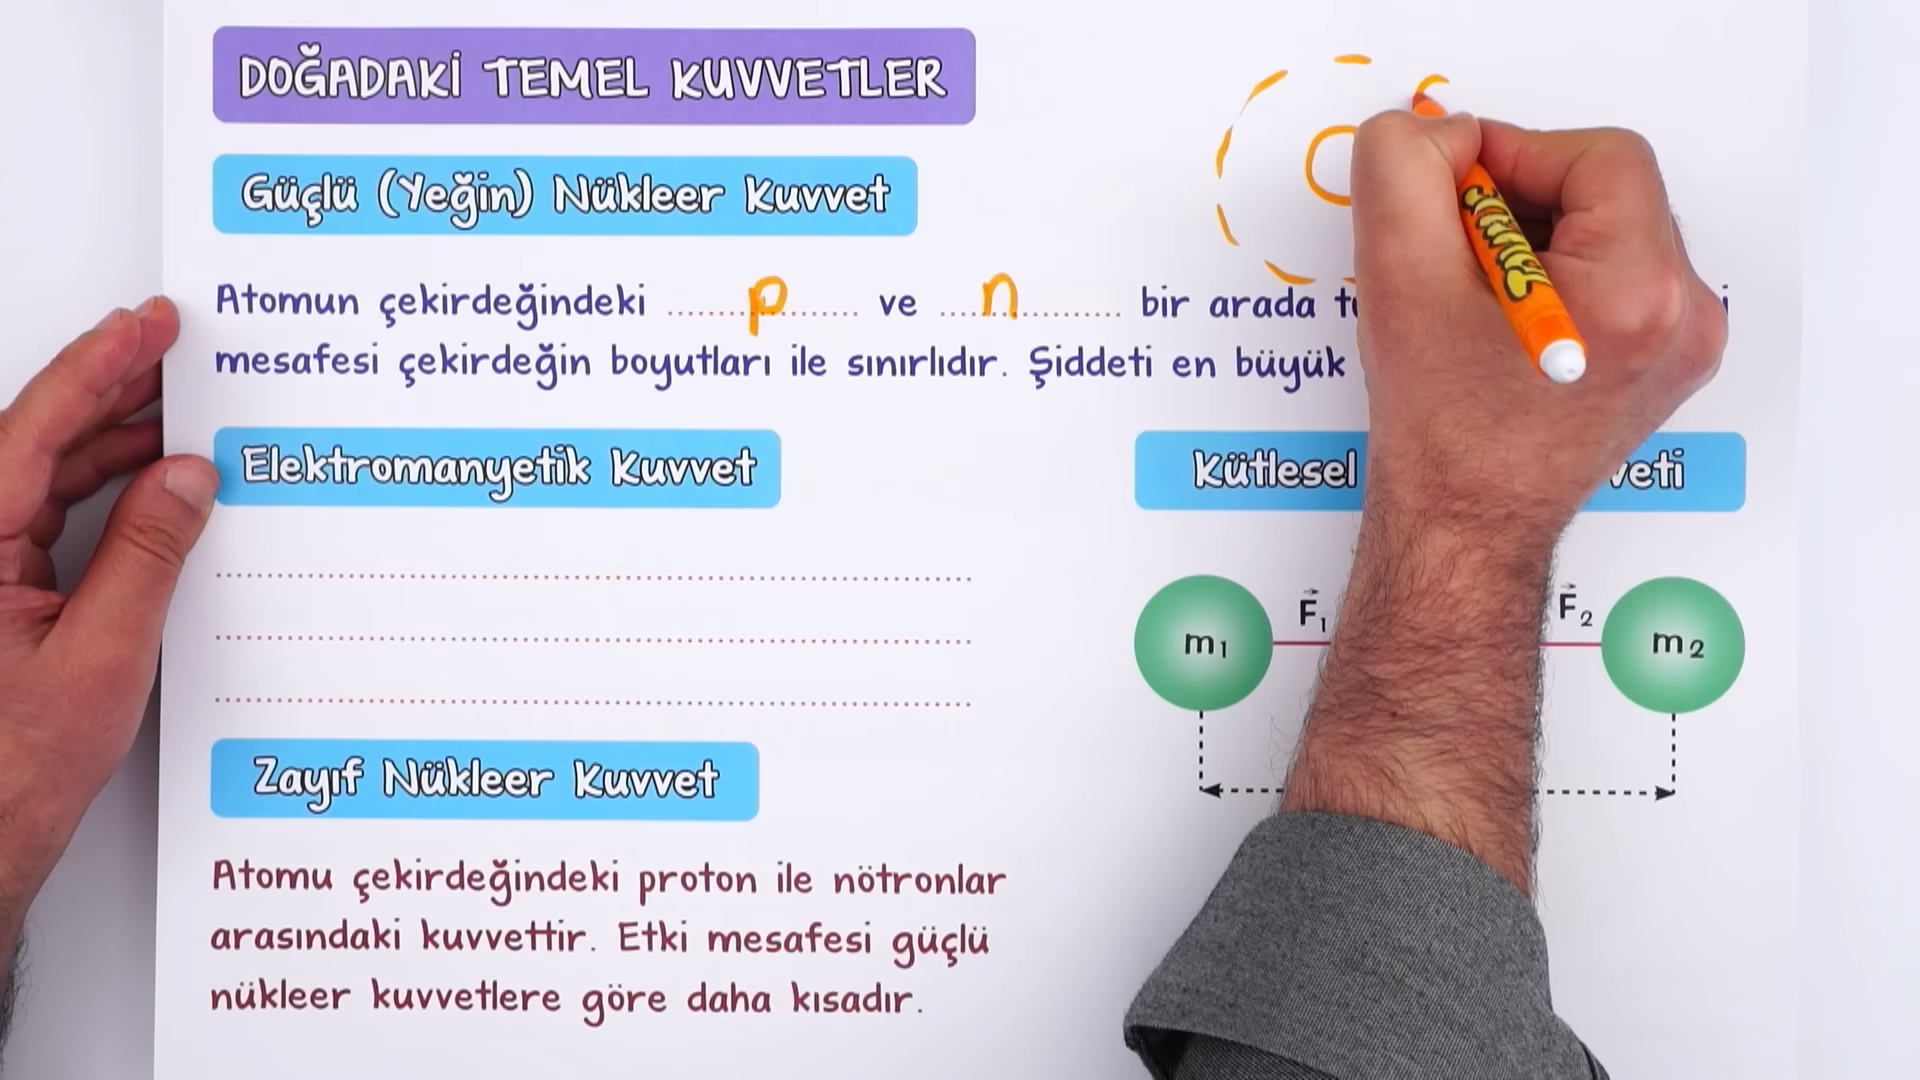 DOĞADAKİ TEMEL KUVVETLER
Güçlü (Yeğin) Nükleer Kuvvet
Atomun çekirdeğindeki p ve n bir arada
mesafesi çekirdeğin boyutları ile sınırlıdır. Şiddeti en büyük
Elektromanyetik Kuvvet
Kütlesel
F1 F2
m1 m2
Zayıf Nükleer Kuvvet
Atomu çekirdeğindeki proton ile nötronlar
arasındaki kuvvettir. Etki mesafesi güçlü
nükleer kuvvetlere göre daha kısadır.